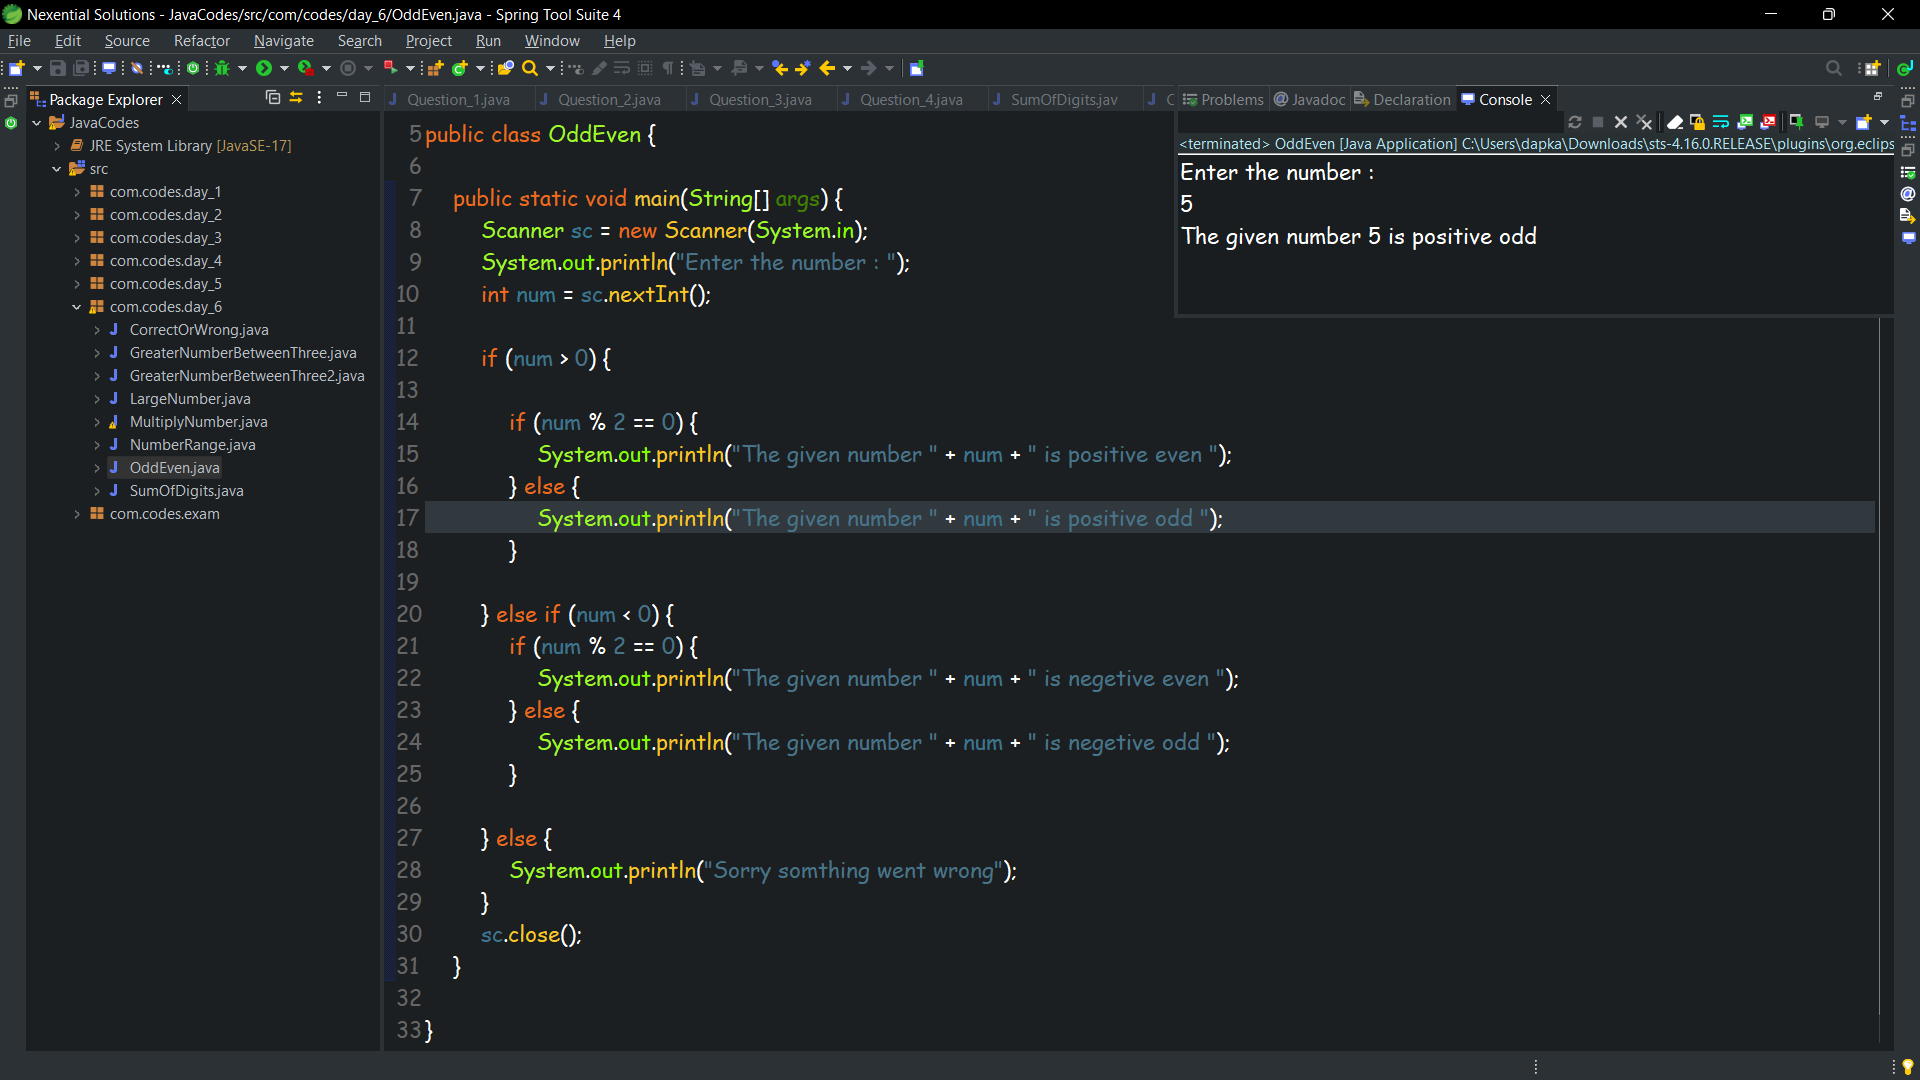 Nexential Solutions - JavaCodes/src/com/codes/day_6/OddEven.java - Spring Tool Suite 4
File Edit Source Refactor Navigate Search Project Run Window Help
Package Explorer
JavaCodes
JRE System Library [JavaSE-17]
src
com.codes.day_1
com.codes.day_2
com.codes.day_3
com.codes.day_4
com.codes.day_5
com.codes.day_6
CorrectOrWrong.java
GreaterNumberBetweenThree.java
GreaterNumberBetweenThree2.java
LargeNumber.java
MultiplyNumber.java
NumberRange.java
OddEven.java
SumOfDigits.java
com.codes.exam
Question_1.java Question_2.java Question_3.java Question_4.java SumOfDigits.jav
5 public class OddEven {
6
7 public static void main(String[] args) {
8 Scanner sc = new Scanner(System.in);
9 System.out.println("Enter the number : ");
10 int num = sc.nextInt();
11
12 if (num > 0) {
13
14 if (num % 2 == 0) {
15 System.out.println("The given number " + num + " is positive even ");
16 } else {
17 System.out.println("The given number " + num + " is positive odd ");
18 }
19
20 } else if (num < 0) {
21 if (num % 2 == 0) {
22 System.out.println("The given number " + num + " is negetive even ");
23 } else {
24 System.out.println("The given number " + num + " is negetive odd ");
25 }
26
27 } else {
28 System.out.println("Sorry somthing went wrong");
29 }
30 sc.close();
31 }
32
33 }
Problems Javadoc Declaration Console
<terminated> OddEven [Java Application] C:\Users\dapka\Downloads\sts-4.16.0.RELEASE\plugins\org.eclips
Enter the number :
5
The given number 5 is positive odd